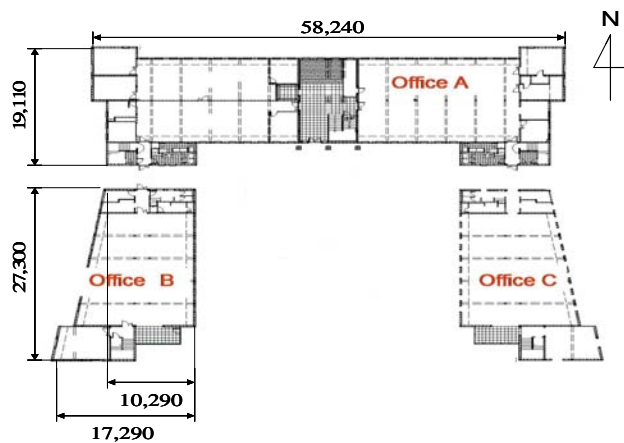 58,240
N
Office A
19,110
27,300
Office B
Office C
10,290
17,290